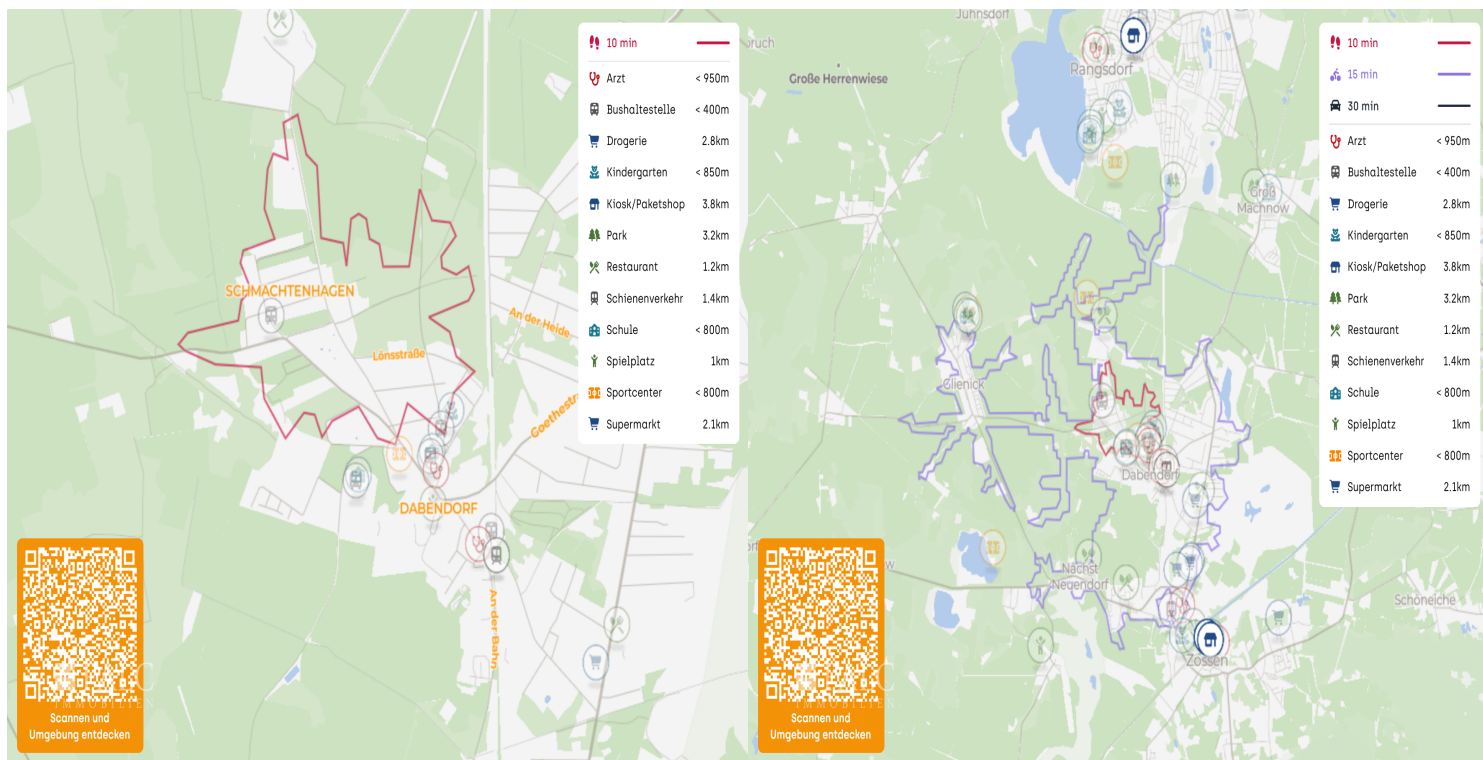 10 min
Arzt < 950m
Bushaltestelle < 400m
Drogerie 2.8km
Kindergarten < 850m
Kiosk/Paketshop 3.8km
Park 3.2km
Restaurant 1.2km
Schienenverkehr 1.4km
Schule < 800m
Spielplatz 1km
Sportcenter < 800m
Supermarkt 2.1km
SCHMACHTENHAGEN
An der Heide
Lönsstraße
Goethestr
DABENDORF
An der Bahn
IMMOBILIEN
Scannen und
Umgebung entdecken
Juhnsdorf
bruch
Rangsdorf
Große Herrenwiese
Groß
Machnow
Glienick
Dabendorf
Nächst
Neuendorf
Schöneiche
Zossen
10 min
15 min
30 min
Arzt < 950m
Bushaltestelle < 400m
Drogerie 2.8km
Kindergarten < 850m
Kiosk/Paketshop 3.8km
Park 3.2km
Restaurant 1.2km
Schienenverkehr 1.4km
Schule < 800m
Spielplatz 1km
Sportcenter < 800m
Supermarkt 2.1km
IMMOBILIEN
Scannen und
Umgebung entdecken